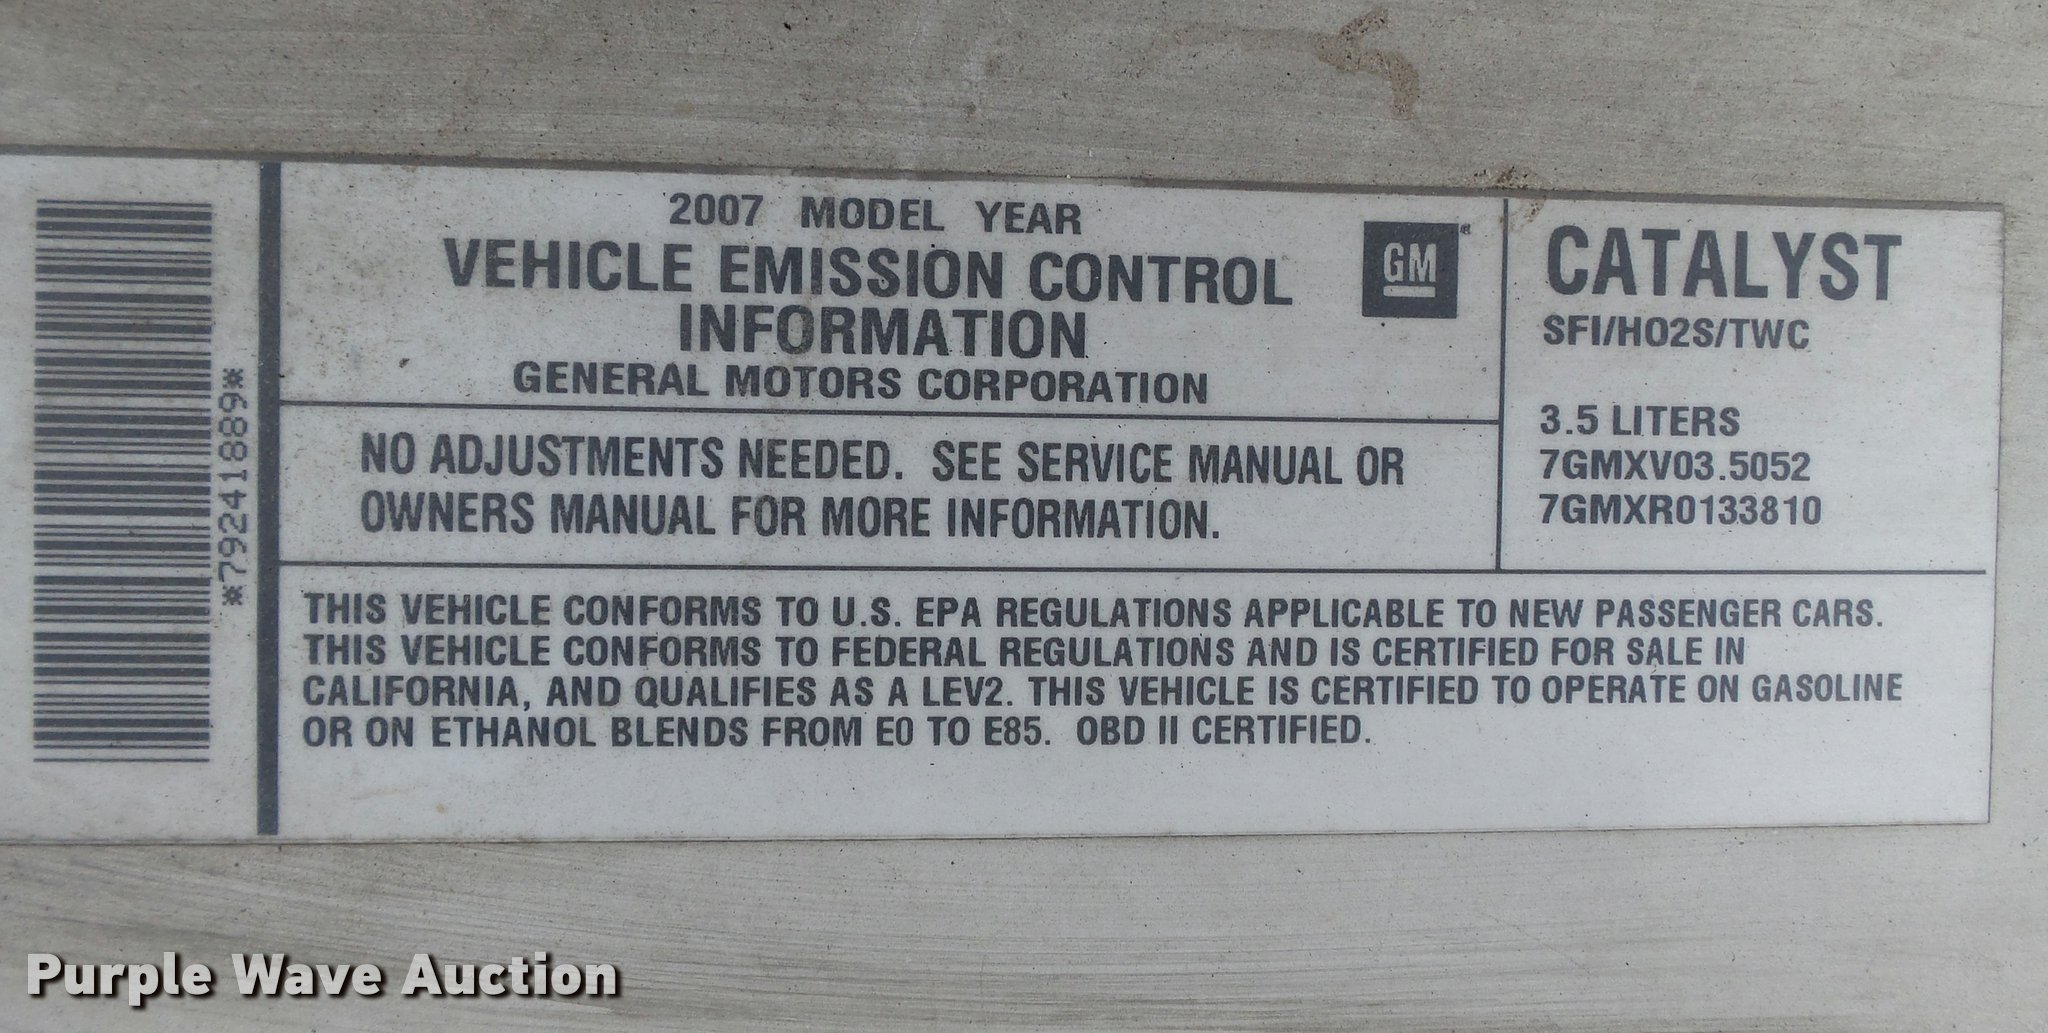 *792418​89*
2007 MODEL YEAR
VEHICLE EMISSION CONTROL
INFORMATION
GENERAL MOTORS CORPORATION
GM
NO ADJUSTMENTS NEEDED. SEE SERVICE MANUAL OR
OWNERS MANUAL FOR MORE INFORMATION.
CATALYST
SFI/HO2S/TWC
3.5 LITERS
7GMXV03.5052
7GMXR0133810
THIS VEHICLE CONFORMS TO U.S. EPA REGULATIONS APPLICABLE TO NEW PASSENGER CARS.
THIS VEHICLE CONFORMS TO FEDERAL REGULATIONS AND IS CERTIFIED FOR SALE IN
CALIFORNIA, AND QUALIFIES AS A LEV2. THIS VEHICLE IS CERTIFIED TO OPERATE ON GASOLINE
OR ON ETHANOL BLENDS FROM E0 TO E85. OBD II CERTIFIED.
Purple Wave Auction